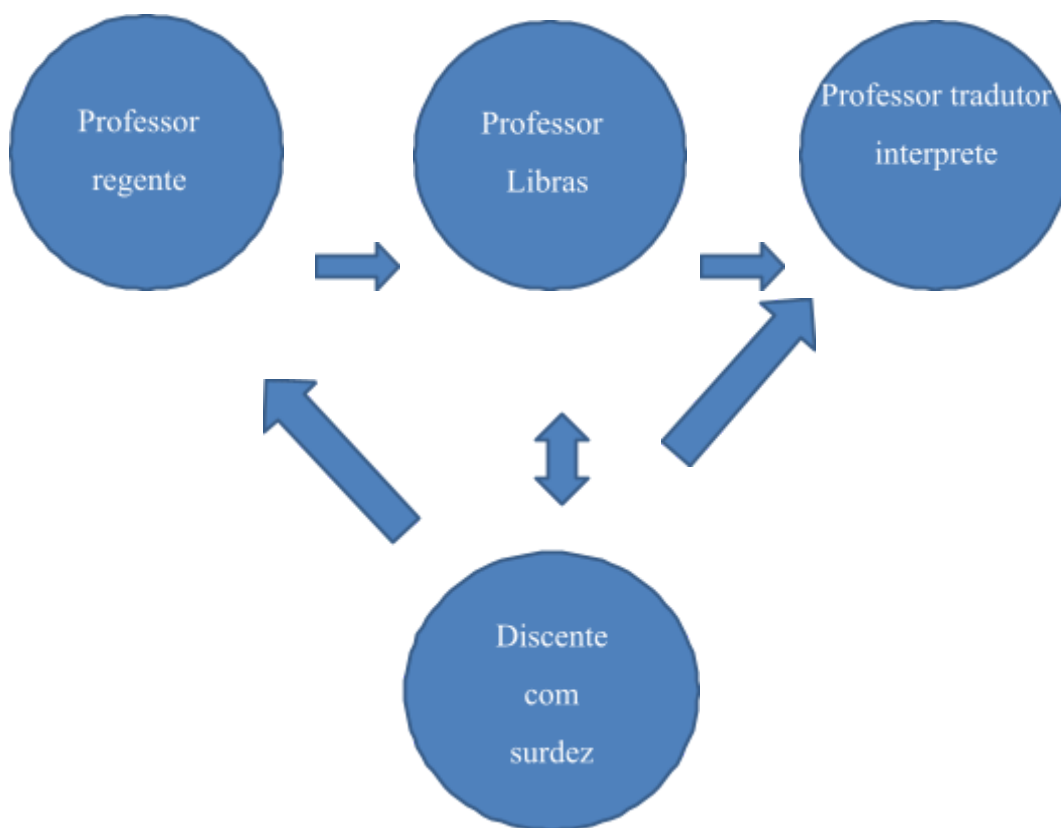 Professor
regente
Professor
Libras
Professor tradutor
interprete
Discente
com
surdez